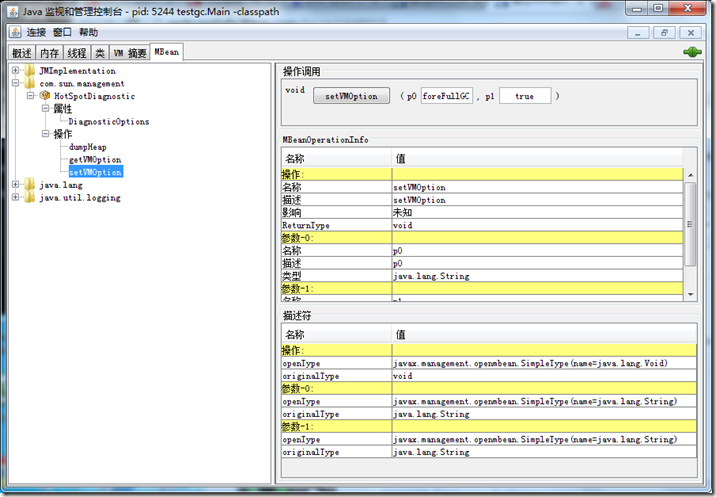 Java 监视和管理控制台 - pid: 5244 testgc.Main -classpath
连接 窗口 帮助
概述 内存 线程 类 VM 摘要 MBean
JMImplementation
com.sun.management
HotSpotDiagnostic
属性
DiagnosticOptions
操作
dumpHeap
getVMOption
setVMOption
java.lang
java.util.logging
操作调用
void setVMOption ( p0 foreFullGC , p1 true )
MBeanOperationInfo
名称 值
操作:
名称 setVMOption
描述 setVMOption
影响 未知
ReturnType void
参数-0:
名称 p0
描述 p0
类型 java.lang.String
参数-1:
名称 p1
描述符
名称 值
操作:
openType javax.management.openmbean.SimpleType(name=java.lang.Void)
originalType void
参数-0:
openType javax.management.openmbean.SimpleType(name=java.lang.String)
originalType java.lang.String
参数-1:
openType javax.management.openmbean.SimpleType(name=java.lang.String)
originalType java.lang.String